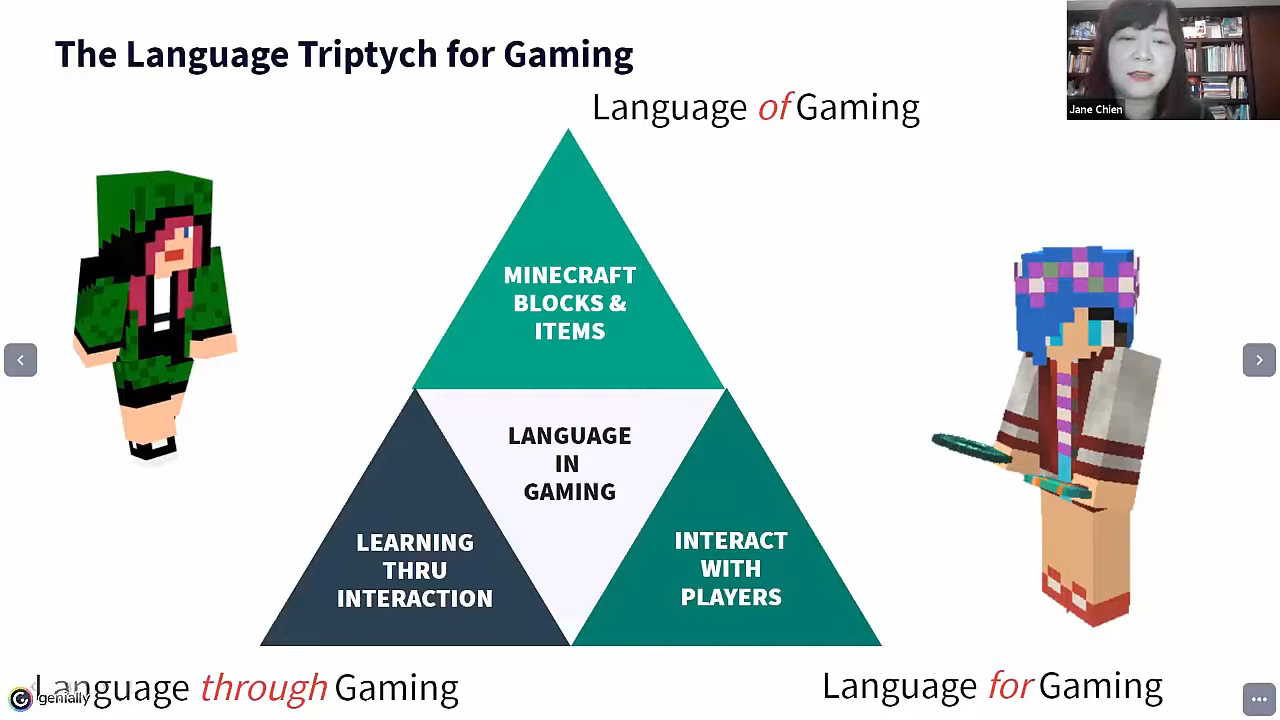 The Language Triptych for Gaming
Jane Chien
Language of Gaming
MINECRAFT
BLOCKS &
ITEMS
LANGUAGE
IN
GAMING
LEARNING
THRU
INTERACTION
INTERACT
WITH
PLAYERS
Language through Gaming
genially
Language for Gaming